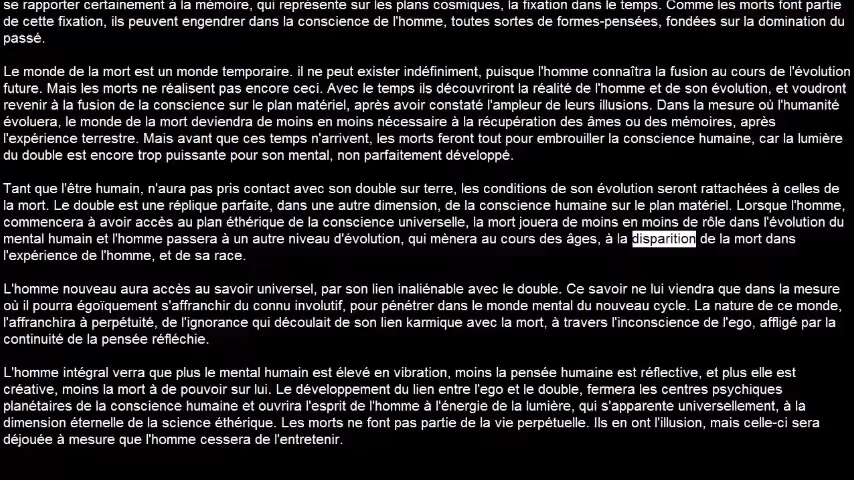 se rapporter certainement à la mémoire, qui représente sur les plans cosmiques, la fixation dans le temps. Comme les morts font partie
de cette fixation, ils peuvent engendrer dans la conscience de l'homme, toutes sortes de formes-pensées, fondées sur la domination du
passé.
Le monde de la mort est un monde temporaire. il ne peut exister indéfiniment, puisque l'homme connaîtra la fusion au cours de l'évolution
future. Mais les morts ne réalisent pas encore ceci. Avec le temps ils découvriront la réalité de l'homme et de son évolution, et voudront
revenir à la fusion de la conscience sur le plan matériel, après avoir constaté l'ampleur de leurs illusions. Dans la mesure où l'humanité
évoluera, le monde de la mort deviendra de moins en moins nécessaire à la récupération des âmes ou des mémoires, après
l'expérience terrestre. Mais avant que ces temps n'arrivent, les morts feront tout pour embrouiller la conscience humaine, car la lumière
du double est encore trop puissante pour son mental, non parfaitement développé.
Tant que l'être humain, n'aura pas pris contact avec son double sur terre, les conditions de son évolution seront rattachées à celles de
la mort. Le double est une réplique parfaite, dans une autre dimension, de la conscience humaine sur le plan matériel. Lorsque l'homme,
commencera à avoir accès au plan éthérique de la conscience universelle, la mort jouera de moins en moins de rôle dans l'évolution du
mental humain et l'homme passera à un autre niveau d'évolution, qui mènera au cours des âges, à la disparition de la mort dans
l'expérience de l'homme, et de sa race.
L'homme nouveau aura accès au savoir universel, par son lien inaliénable avec le double. Ce savoir ne lui viendra que dans la mesure
où il pourra égoïquement s'affranchir du connu involutif, pour pénétrer dans le monde mental du nouveau cycle. La nature de ce monde,
l'affranchira à perpétuité, de l'ignorance qui découlait de son lien karmique avec la mort, à travers l'inconscience de l'ego, affligé par la
continuité de la pensée réfléchie.
L'homme intégral verra que plus le mental humain est élevé en vibration, moins la pensée humaine est réflective, et plus elle est
créative, moins la mort à de pouvoir sur lui. Le développement du lien entre l'ego et le double, fermera les centres psychiques
planétaires de la conscience humaine et ouvrira l'esprit de l'homme à l'énergie de la lumière, qui s'apparente universellement, à la
dimension éternelle de la science éthérique. Les morts ne font pas partie de la vie perpétuelle. Ils en ont l'illusion, mais celle-ci sera
déjouée à mesure que l'homme cessera de l'entretenir.